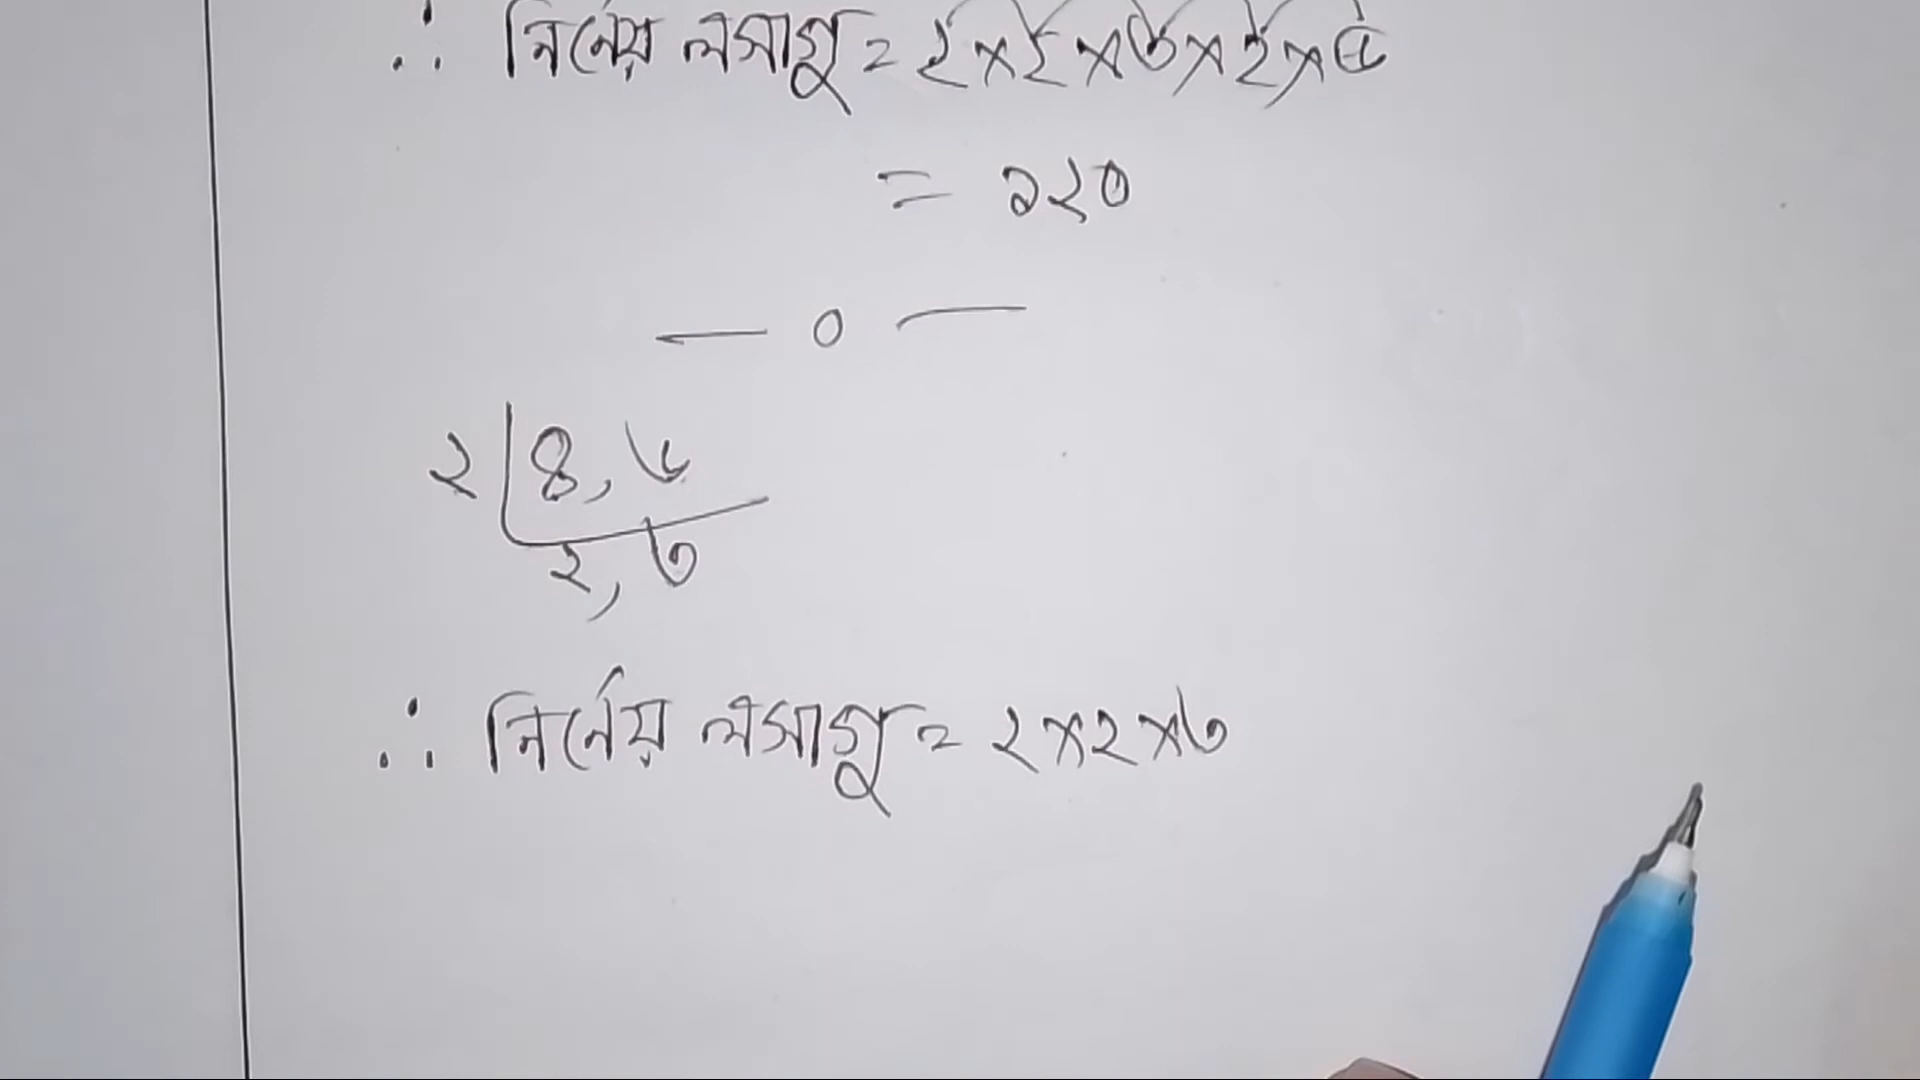 ∴ নির্নেয় লসাগু = ২×২×৩×২×৫
= ১২০
— ০ —
২ | ৪, ৬
২, ৩
∴ নির্নেয় লসাগু = ২×২×৩